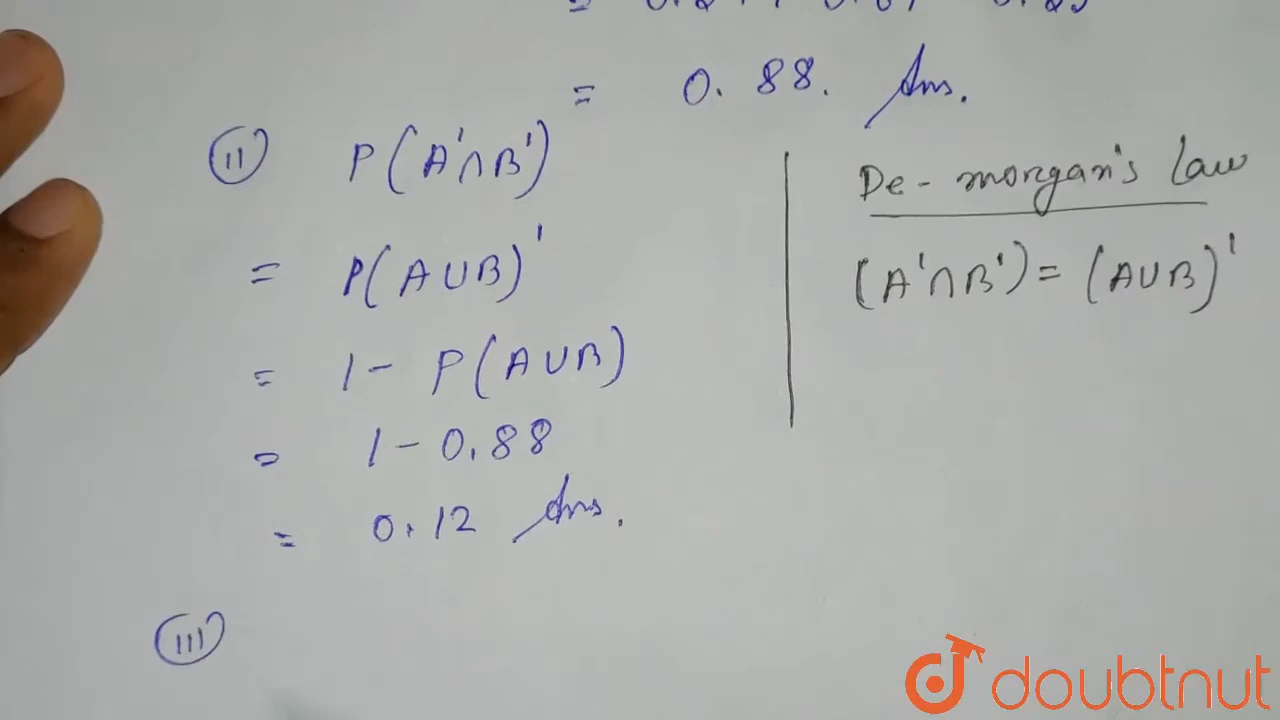 = 0. 88. Ans.
(ii) P(A'∩B')
= P(A∪B)'
= 1 - P(A∪B)
= 1 - 0.88
= 0.12 Ans.
(iii)
De-morgan's Law
(A'∩B') = (A∪B)'
doubtnut